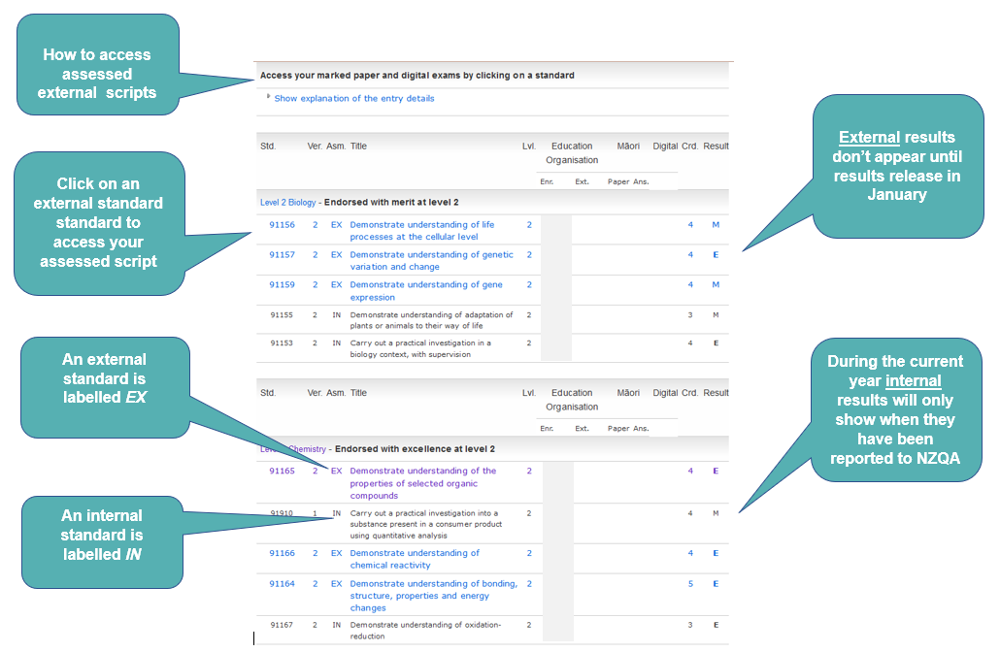 How to access
assessed
external scripts
Click on an
external standard
standard to
access your
assessed script
An external
standard is
labelled EX
An internal
standard is
labelled IN
Access your marked paper and digital exams by clicking on a standard
Show explanation of the entry details
Std. Ver. Asm. Title Lvl. Education Māori Digital Crd. Result
Organisation
Enr. Ext. Paper Ans.
Level 2 Biology - Endorsed with merit at level 2
91156 2 EX Demonstrate understanding of life 2 4 M
processes at the cellular level
91157 2 EX Demonstrate understanding of genetic 2 4 E
variation and change
91159 2 EX Demonstrate understanding of gene 2 4 M
expression
91155 2 IN Demonstrate understanding of adaptation of 2 3 M
plants or animals to their way of life
91153 2 IN Carry out a practical investigation in a 2 4 E
biology context, with supervision
Std. Ver. Asm. Title Lvl. Education Māori Digital Crd. Result
Organisation
Enr. Ext. Paper Ans.
Chemistry - Endorsed with excellence at level 2
91165 2 EX Demonstrate understanding of the 2 4 E
properties of selected organic
compounds
91910 1 IN Carry out a practical investigation into a 2 4 M
substance present in a consumer product
using quantitative analysis
91166 2 EX Demonstrate understanding of 2 4 E
chemical reactivity
91164 2 EX Demonstrate understanding of bonding, 2 5 E
structure, properties and energy
changes
91167 2 IN Demonstrate understanding of oxidation- 2 3 E
reduction
External results
don't appear until
results release in
January
During the current
year internal
results will only
show when they
have been
reported to NZQA